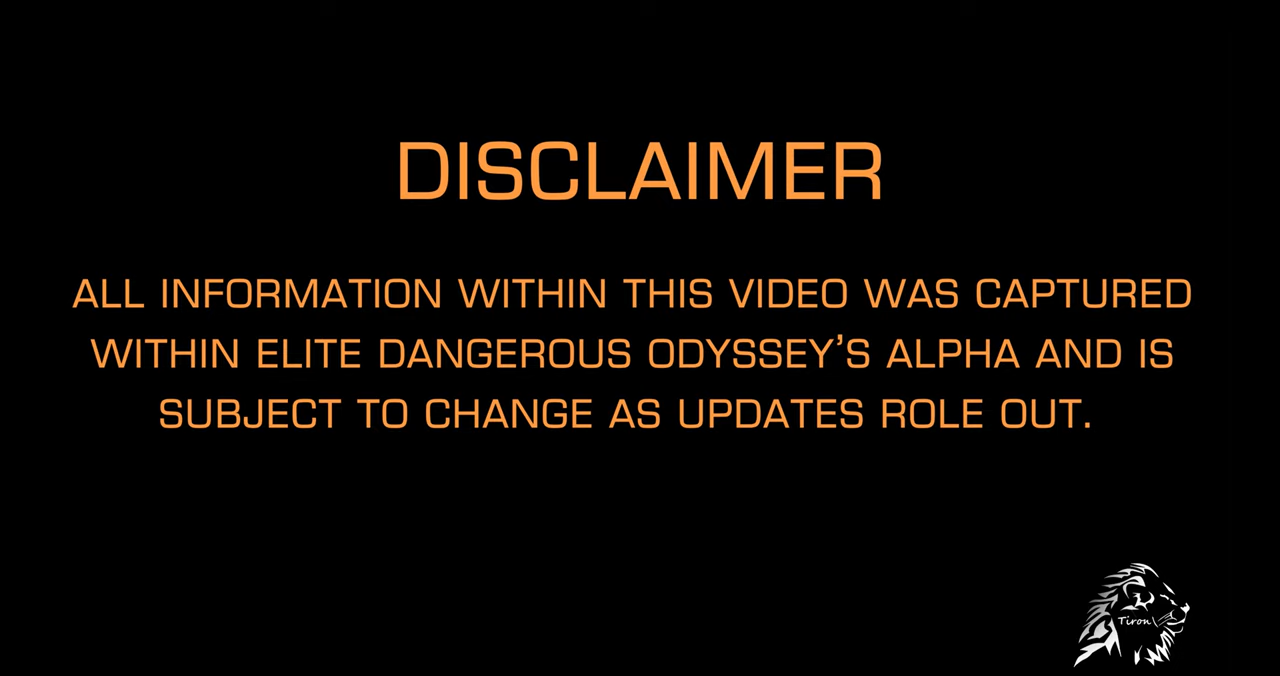 DISCLAIMER
ALL INFORMATION WITHIN THIS VIDEO WAS CAPTURED
WITHIN ELITE DANGEROUS ODYSSEY'S ALPHA AND IS
SUBJECT TO CHANGE AS UPDATES ROLE OUT.
Tiron